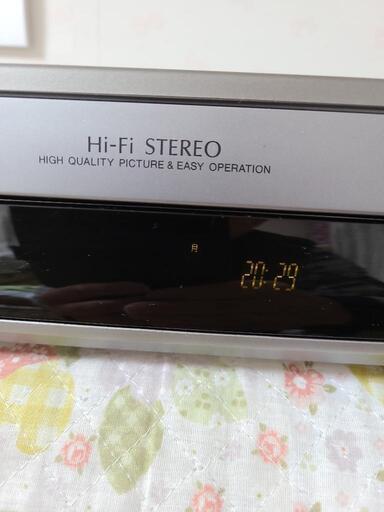 Hi-Fi STEREO
HIGH QUALITY PICTURE & EASY OPERATION
月
20:29